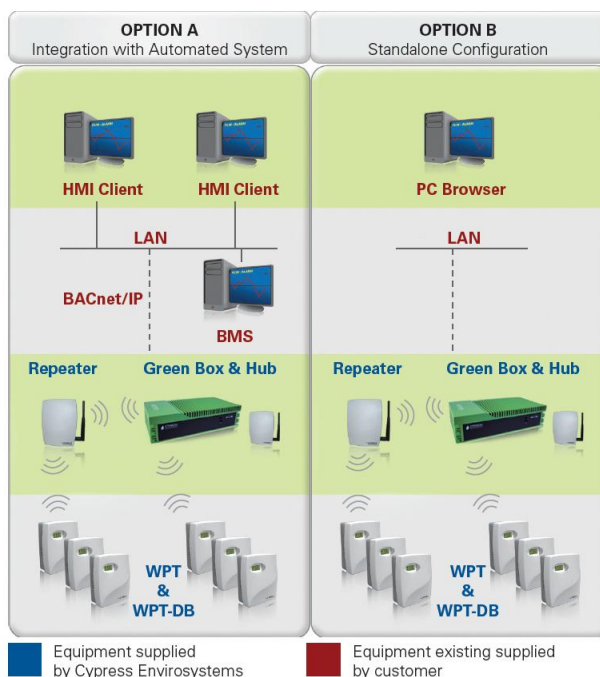 OPTION A
Integration with Automated System
OPTION B
Standalone Configuration
HMI Client
HMI Client
LAN
BACnet/IP
BMS
Repeater
Green Box & Hub
WPT
&
WPT-DB
PC Browser
LAN
Repeater
Green Box & Hub
WPT
&
WPT-DB
Equipment supplied
by Cypress Envirosystems
Equipment existing supplied
by customer